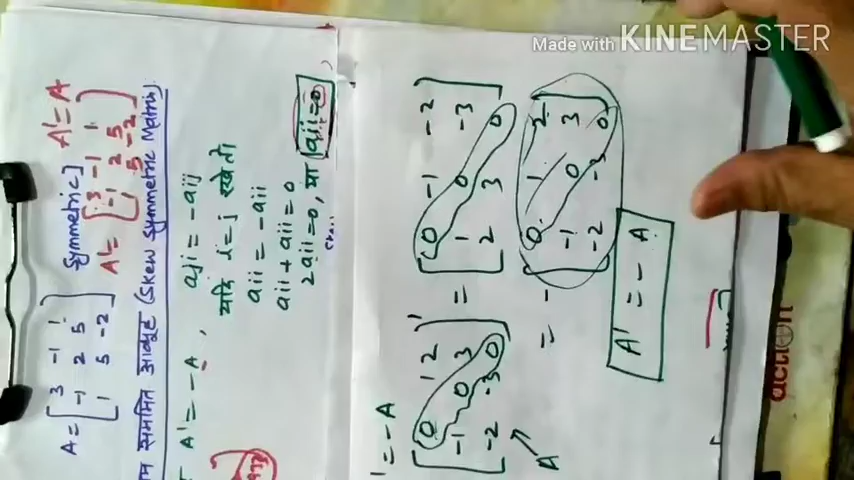 Made with KINEMASTER
Symmetric] A' = A
3 -1 1 3 -1 1
A = -1 2 5 A' = -1 2 5
1 5 -2 1 5 -2
सममित आव्यूह (Skew Symmetric Matrix)
A' = -A, aji = -aij
यदि i=j रखने तो
aii = -aii
aii + aii = 0
2aii = 0, या aii = 0
' = -A
0 1 2 ' 0 -1 -2
-1 0 3 = 1 0 -3
-2 -3 0 2 3 0
A
0 1 2
= - -1 0 3
-2 -3 0
A' = -A
action